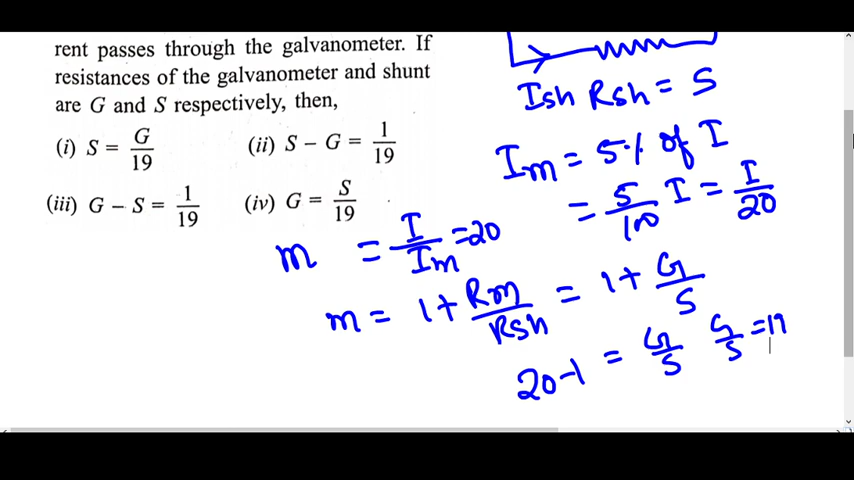 rent passes through the galvanometer. If
resistances of the galvanometer and shunt
are G and S respectively, then,
(i) S = G/19 (ii) S − G = 1/19
(iii) G − S = 1/19 (iv) G = S/19
Ish Rsh = S
Im = 5% of I
= 5/100 I = I/20
m = I/Im = 20
m = 1 + Rm/Rsh = 1 + G/S
20-1 = G/S G/S = 19